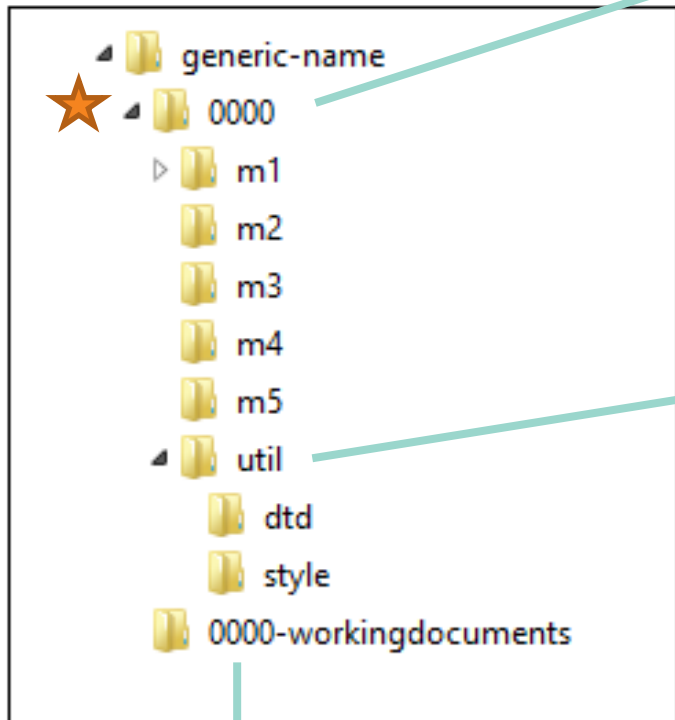 generic-name
0000
m1
m2
m3
m4
m5
util
dtd
style
0000-workingdocuments